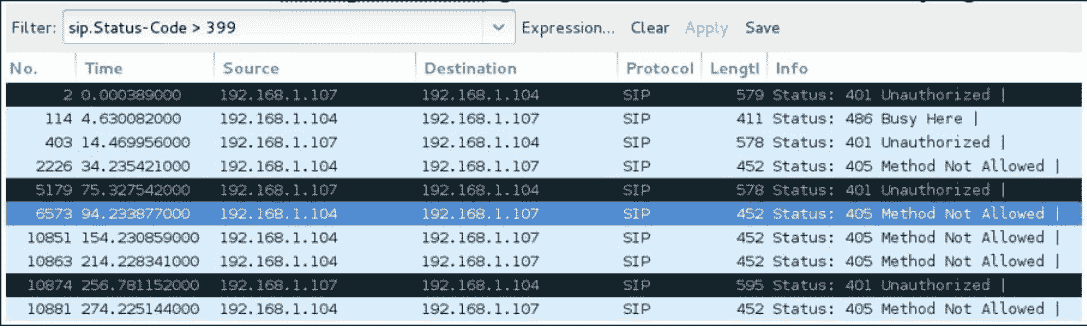 Filter: sip.Status-Code > 399 Expression... Clear Apply Save
No. Time Source Destination Protocol Lengtl Info
2 0.000389000 192.168.1.107 192.168.1.104 SIP 579 Status: 401 Unauthorized |
114 4.630082000 192.168.1.104 192.168.1.107 SIP 411 Status: 486 Busy Here |
403 14.469956000 192.168.1.107 192.168.1.104 SIP 578 Status: 401 Unauthorized |
2226 34.235421000 192.168.1.104 192.168.1.107 SIP 452 Status: 405 Method Not Allowed |
5179 75.327542000 192.168.1.107 192.168.1.104 SIP 578 Status: 401 Unauthorized |
6573 94.233877000 192.168.1.104 192.168.1.107 SIP 452 Status: 405 Method Not Allowed |
10851 154.230859000 192.168.1.104 192.168.1.107 SIP 452 Status: 405 Method Not Allowed |
10863 214.228341000 192.168.1.104 192.168.1.107 SIP 452 Status: 405 Method Not Allowed |
10874 256.781152000 192.168.1.107 192.168.1.104 SIP 595 Status: 401 Unauthorized |
10881 274.225144000 192.168.1.104 192.168.1.107 SIP 452 Status: 405 Method Not Allowed |